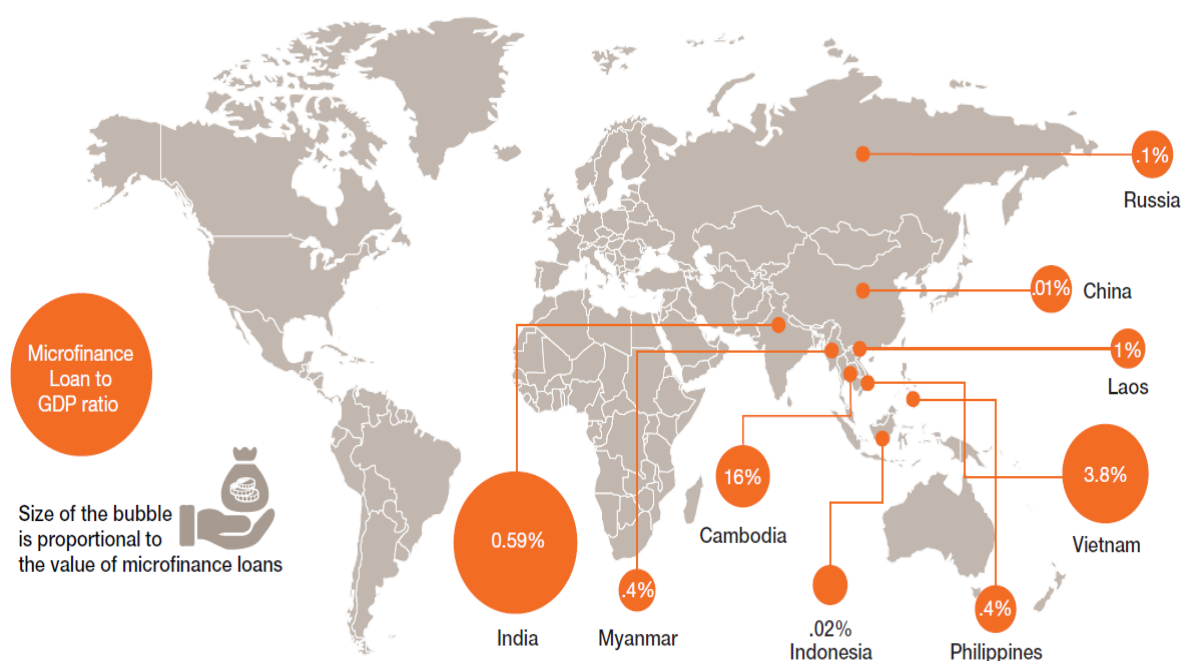 .1%
Russia
.01% China
Microfinance
Loan to
GDP ratio
1%
Laos
Size of the bubble
is proportional to
the value of microfinance loans
0.59%
India
.4%
Myanmar
16%
Cambodia
.02%
Indonesia
.4%
Philippines
3.8%
Vietnam